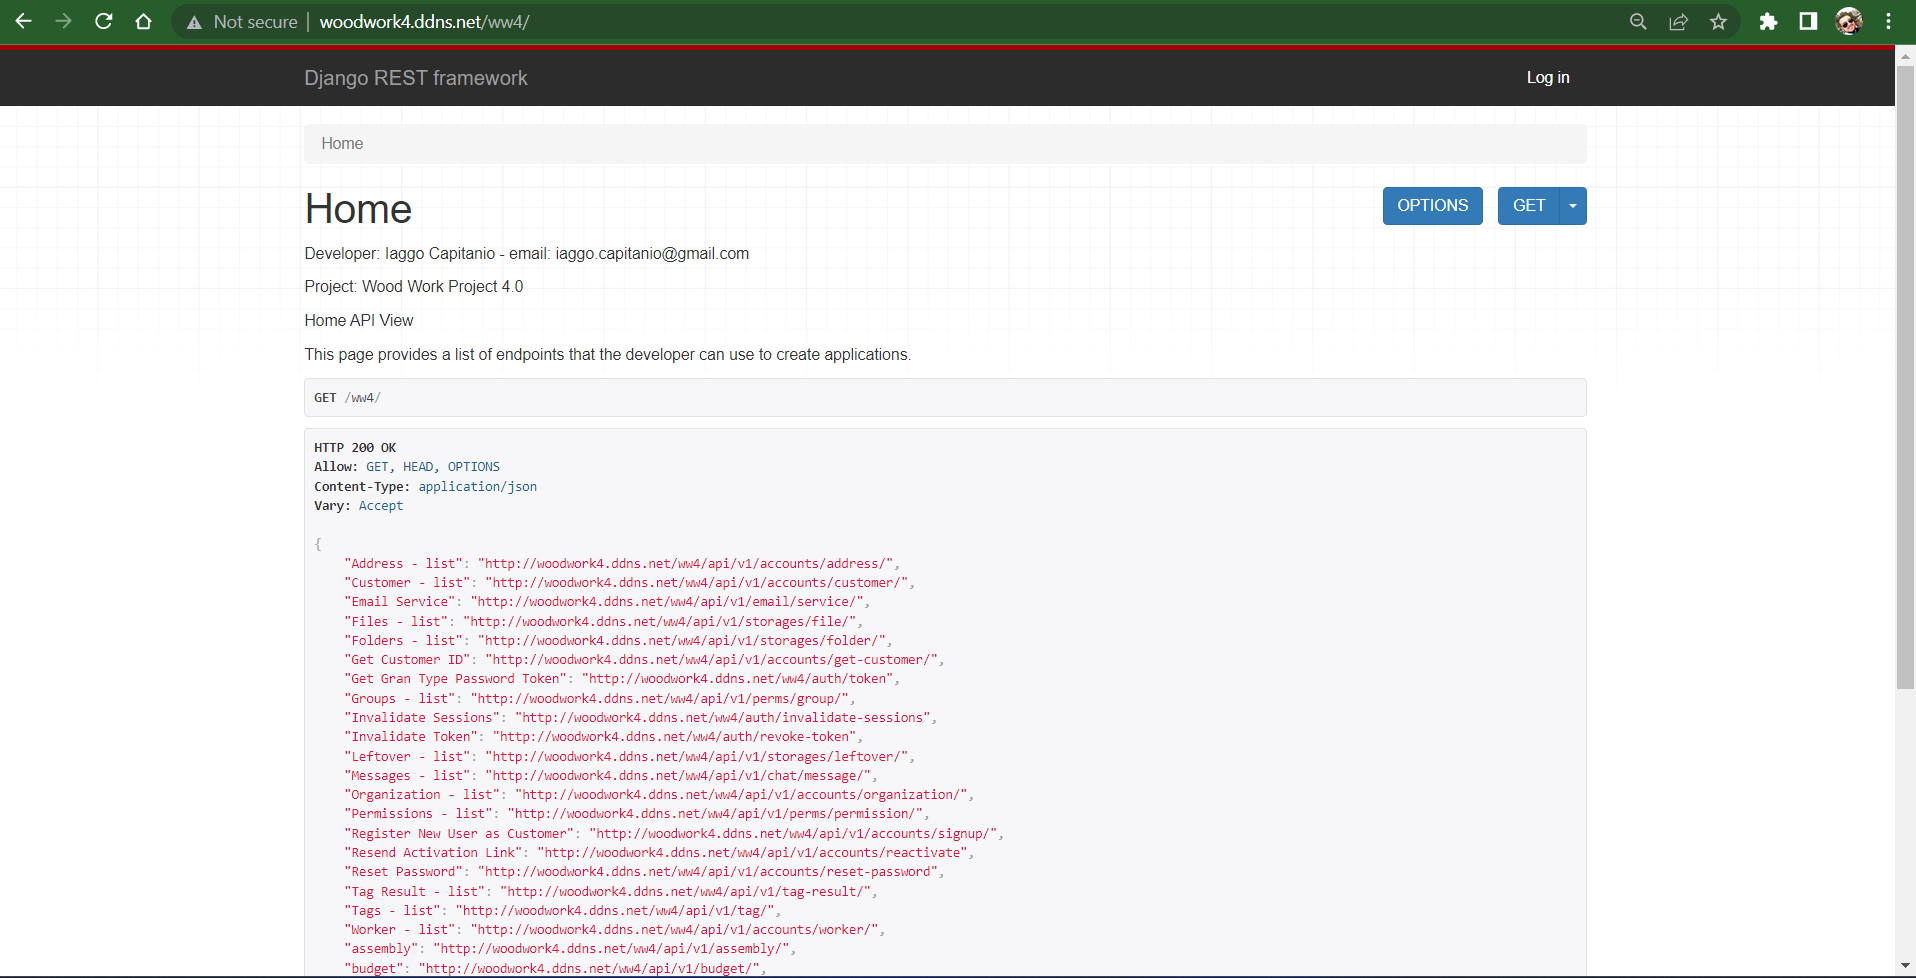 Not secure | woodwork4.ddns.net/ww4/
Django REST framework
Log in
Home
Home
OPTIONS
GET
Developer: Iaggo Capitanio - email: iaggo.capitanio@gmail.com
Project: Wood Work Project 4.0
Home API View
This page provides a list of endpoints that the developer can use to create applications.
GET /ww4/
HTTP 200 OK
Allow: GET, HEAD, OPTIONS
Content-Type: application/json
Vary: Accept
{
"Address - list": "http://woodwork4.ddns.net/ww4/api/v1/accounts/address/",
"Customer - list": "http://woodwork4.ddns.net/ww4/api/v1/accounts/customer/",
"Email Service": "http://woodwork4.ddns.net/ww4/api/v1/email/service/",
"Files - list": "http://woodwork4.ddns.net/ww4/api/v1/storages/file/",
"Folders - list": "http://woodwork4.ddns.net/ww4/api/v1/storages/folder/",
"Get Customer ID": "http://woodwork4.ddns.net/ww4/api/v1/accounts/get-customer/",
"Get Gran Type Password Token": "http://woodwork4.ddns.net/ww4/auth/token",
"Groups - list": "http://woodwork4.ddns.net/ww4/api/v1/perms/group/",
"Invalidate Sessions": "http://woodwork4.ddns.net/ww4/auth/invalidate-sessions",
"Invalidate Token": "http://woodwork4.ddns.net/ww4/auth/revoke-token",
"Leftover - list": "http://woodwork4.ddns.net/ww4/api/v1/storages/leftover/",
"Messages - list": "http://woodwork4.ddns.net/ww4/api/v1/chat/message/",
"Organization - list": "http://woodwork4.ddns.net/ww4/api/v1/accounts/organization/",
"Permissions - list": "http://woodwork4.ddns.net/ww4/api/v1/perms/permission/",
"Register New User as Customer": "http://woodwork4.ddns.net/ww4/api/v1/accounts/signup/",
"Resend Activation Link": "http://woodwork4.ddns.net/ww4/api/v1/accounts/reactivate",
"Reset Password": "http://woodwork4.ddns.net/ww4/api/v1/accounts/reset-password",
"Tag Result - list": "http://woodwork4.ddns.net/ww4/api/v1/tag-result/",
"Tags - list": "http://woodwork4.ddns.net/ww4/api/v1/tag/",
"Worker - list": "http://woodwork4.ddns.net/ww4/api/v1/accounts/worker/",
"assembly": "http://woodwork4.ddns.net/ww4/api/v1/assembly/",
"budget": "http://woodwork4.ddns.net/ww4/api/v1/budget/",